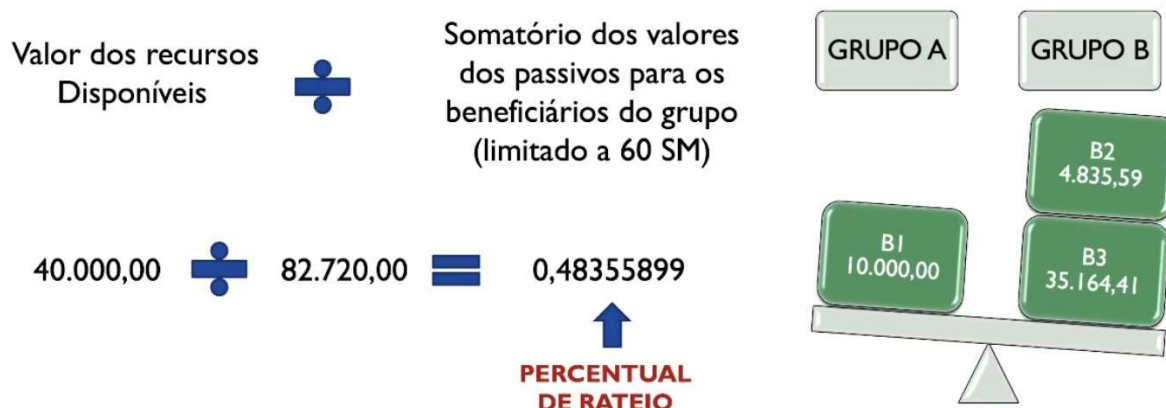 Valor dos recursos
Disponíveis
Somatório dos valores
dos passivos para os
beneficiários do grupo
(limitado a 60 SM)
40.000,00
82.720,00
0,48355899
PERCENTUAL
DE RATEIO
GRUPO A
GRUPO B
B2
4.835,59
B1
10.000,00
B3
35.164,41